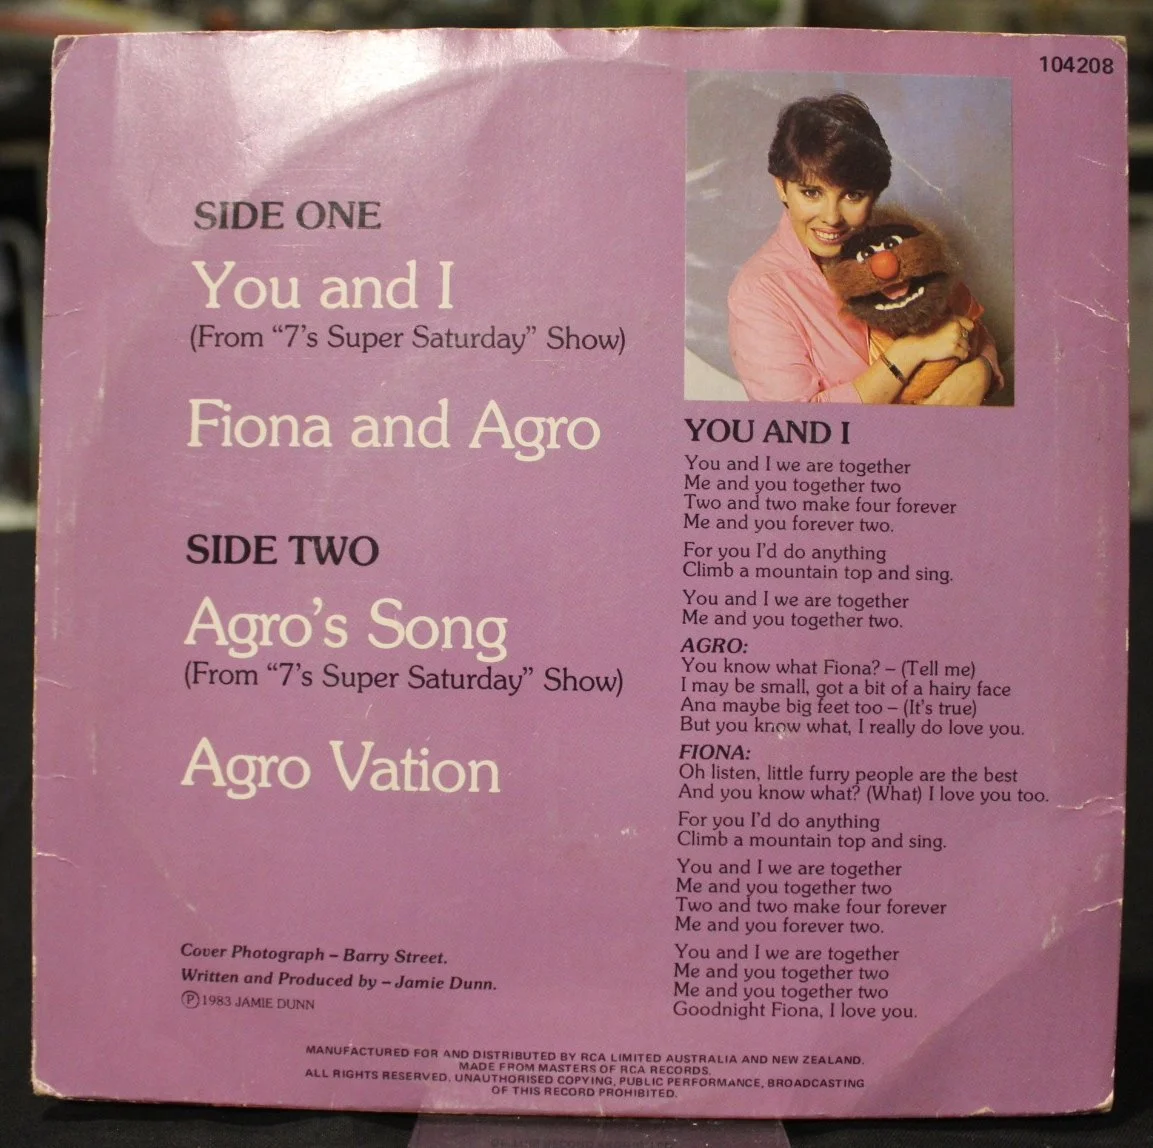 104208
SIDE ONE
You and I
(From “7’s Super Saturday” Show)
Fiona and Agro
SIDE TWO
Agro’s Song
(From “7’s Super Saturday” Show)
Agro Vation
Cover Photograph – Barry Street.
Written and Produced by – Jamie Dunn.
Ⓟ1983 JAMIE DUNN
YOU AND I
You and I we are together
Me and you together two
Two and two make four forever
Me and you forever two.
For you I’d do anything
Climb a mountain top and sing.
You and I we are together
Me and you together two.
AGRO:
You know what Fiona? – (Tell me)
I may be small, got a bit of a hairy face
And maybe big feet too – (It’s true)
But you know what, I really do love you.
FIONA:
Oh listen, little furry people are the best
And you know what? (What) I love you too.
For you I’d do anything
Climb a mountain top and sing.
You and I we are together
Me and you together two
Two and two make four forever
Me and you forever two.
You and I we are together
Me and you together two
Me and you together two
Goodnight Fiona, I love you.
MANUFACTURED FOR AND DISTRIBUTED BY RCA LIMITED AUSTRALIA AND NEW ZEALAND.
MADE FROM MASTERS OF RCA RECORDS.
ALL RIGHTS RESERVED. UNAUTHORISED COPYING, PUBLIC PERFORMANCE, BROADCASTING
OF THIS RECORD PROHIBITED.